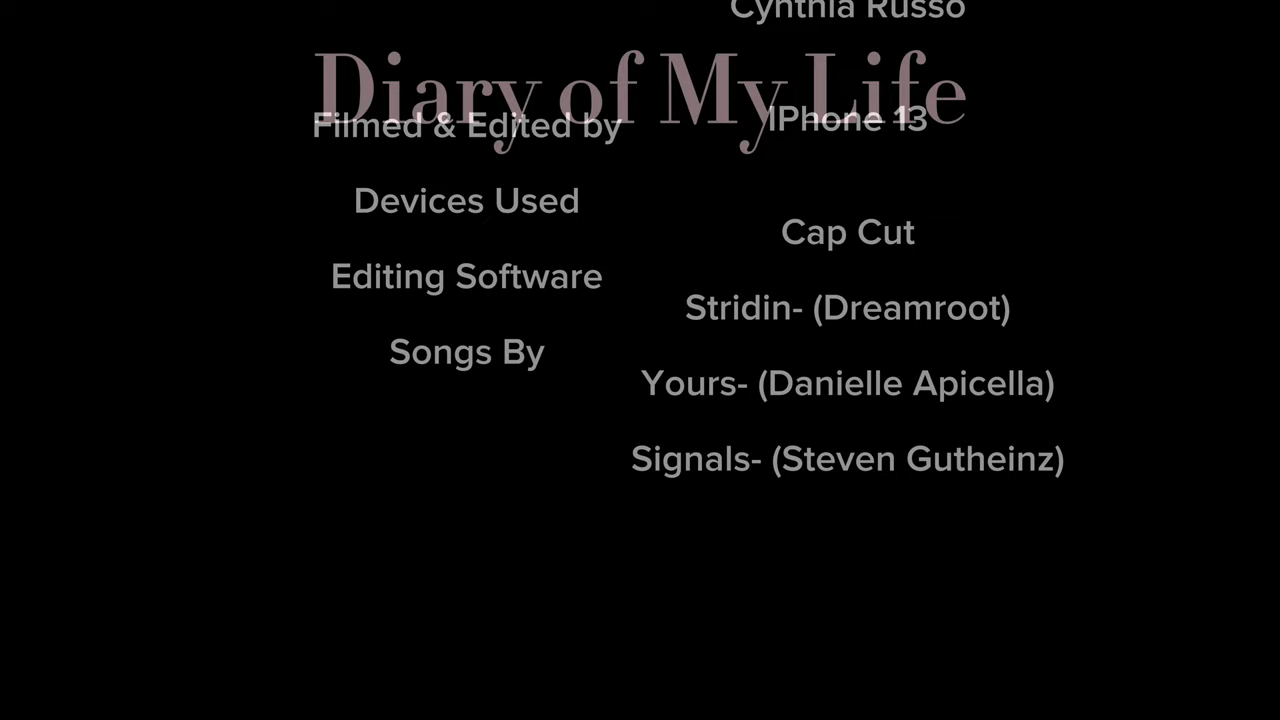 Cynthia Russo
Diary of My Life
Filmed & Edited by
IPhone 13
Devices Used
Cap Cut
Editing Software
Stridin- (Dreamroot)
Songs By
Yours- (Danielle Apicella)
Signals- (Steven Gutheinz)